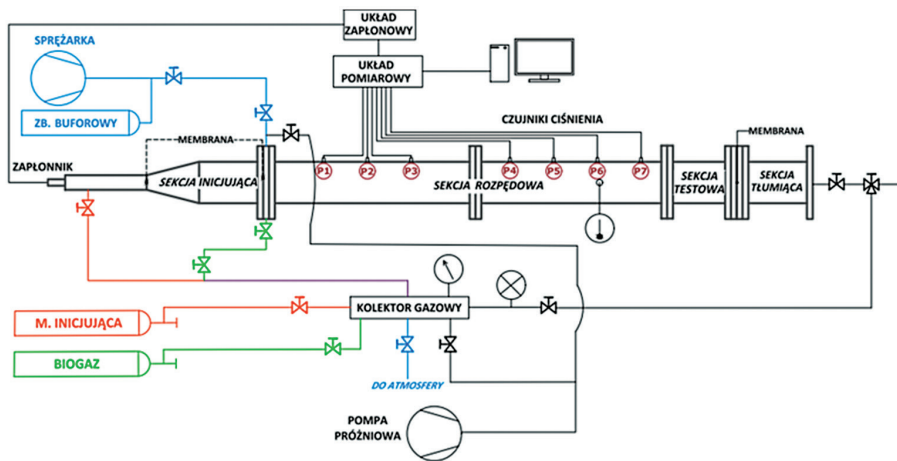 UKŁAD
ZAPŁONOWY
SPRĘŻARKA
UKŁAD
POMIAROWY
ZB. BUFOROWY
CZUJNIKI CIŚNIENIA
MEMBRANA
MEMBRANA
ZAPŁONNIK
P1
P2
P3
P4
P5
P6
P7
SEKCJA INICJUJĄCA
SEKCJA ROZPĘDOWA
SEKCJA
TESTOWA
SEKCJA
TŁUMIĄCA
KOLEKTOR GAZOWY
M. INICJUJĄCA
BIOGAZ
DO ATMOSFERY
POMPA
PRÓŻNIOWA